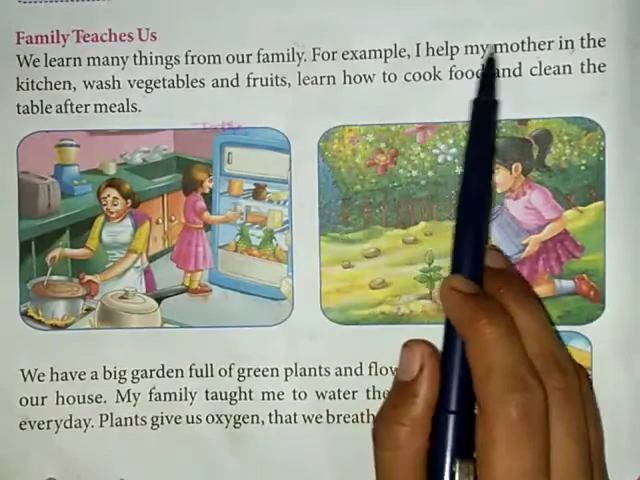 Family Teaches Us
We learn many things from our family. For example, I help my mother in the
kitchen, wash vegetables and fruits, learn how to cook food and clean the
table after meals.
We have a big garden full of green plants and
our house. My family taught me to water the
everyday. Plants give us oxygen, that we